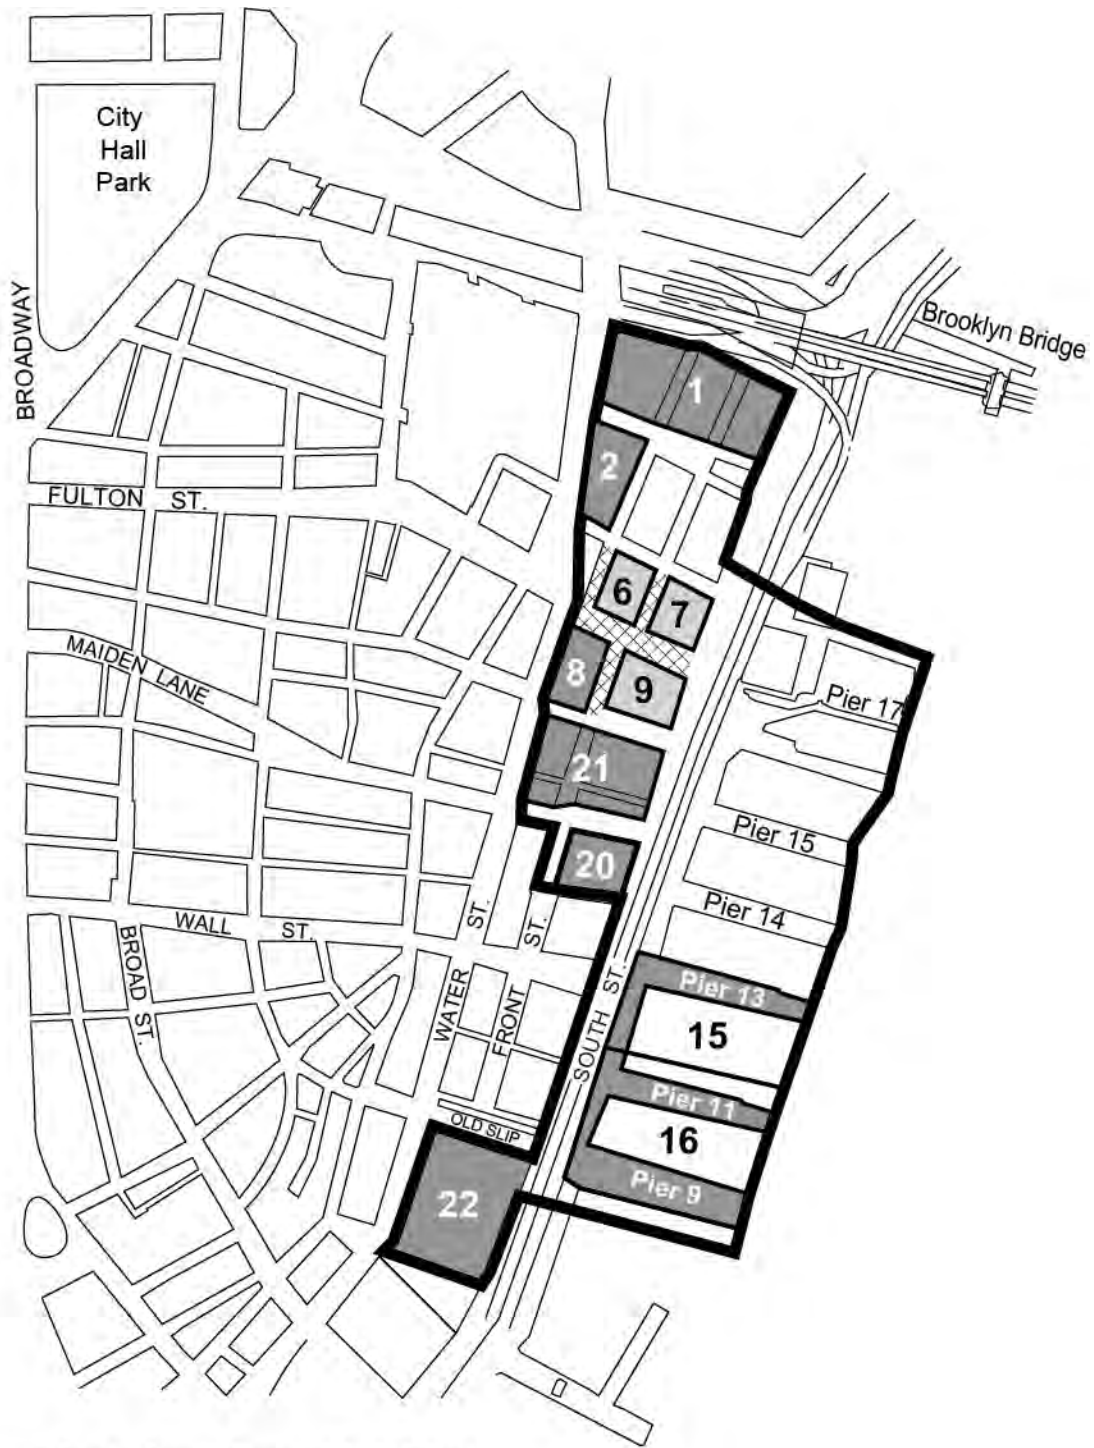 City
Hall
Park
BROADWAY
Brooklyn Bridge
1
2
FULTON ST.
6
7
MAIDEN LANE
8
9
Pier 17
21
Pier 15
20
Pier 14
WALL ST.
BROAD ST.
WATER ST.
FRONT ST.
SOUTH ST.
Pier 13
15
Pier 11
OLD SLIP
16
Pier 9
22